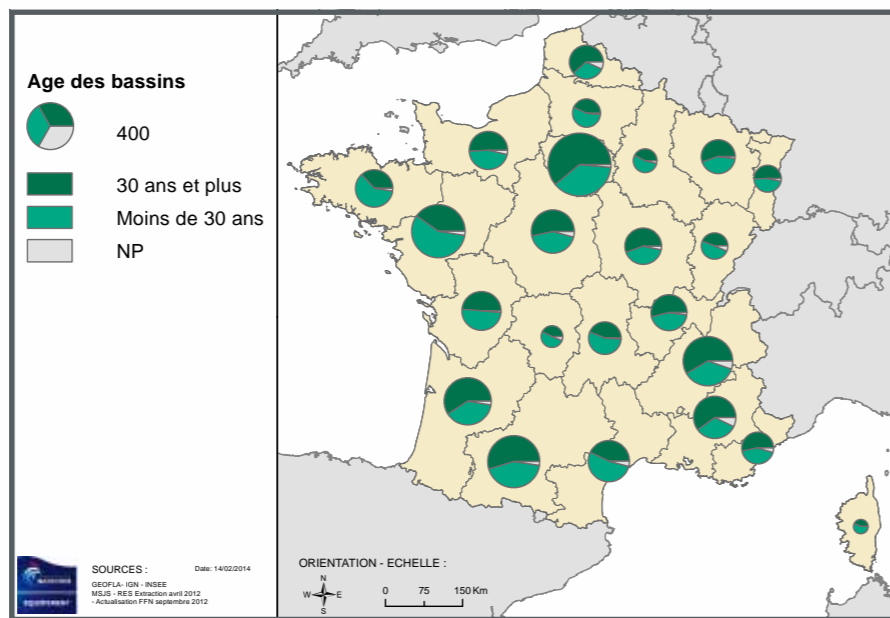 Age des bassins
400
30 ans et plus
Moins de 30 ans
NP
SOURCES :
Date: 14/02/2014
GEOFLA- IGN - INSEE
MSJS - RES Extraction avril 2012
- Actualisation FFN septembre 2012
ORIENTATION - ECHELLE :
N
W E
S
0 75 150 Km